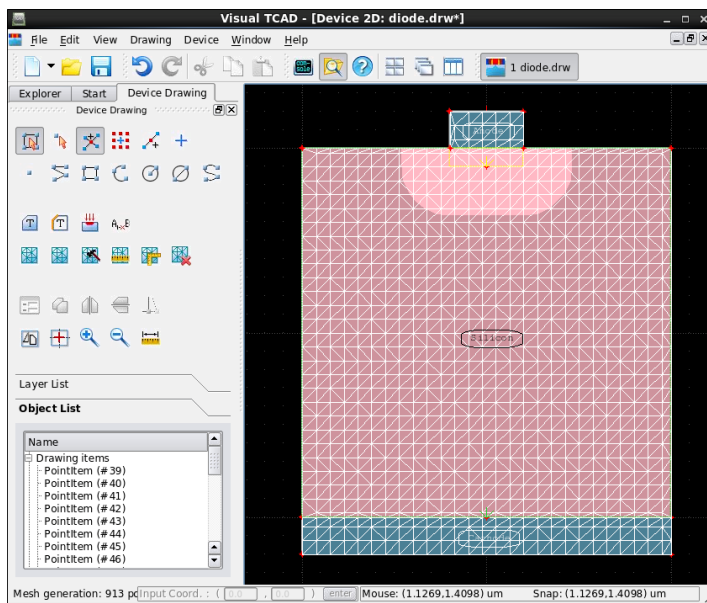 Visual TCAD - [Device 2D: diode.drw*]
File Edit View Drawing Device Window Help
con-
sole
1 diode.drw
Explorer Start Device Drawing
Device Drawing
Anode
T T A B
Silicon
Layer List
Object List
Name
Drawing items
PointItem (#39)
PointItem (#40)
PointItem (#41)
PointItem (#42)
PointItem (#43)
PointItem (#44)
PointItem (#45)
PointItem (#46)
Mesh generation: 913 po Input Coord. : ( 0.0 , 0.0 ) enter Mouse: (1.1269,1.4098) um Snap: (1.1269,1.4098) um